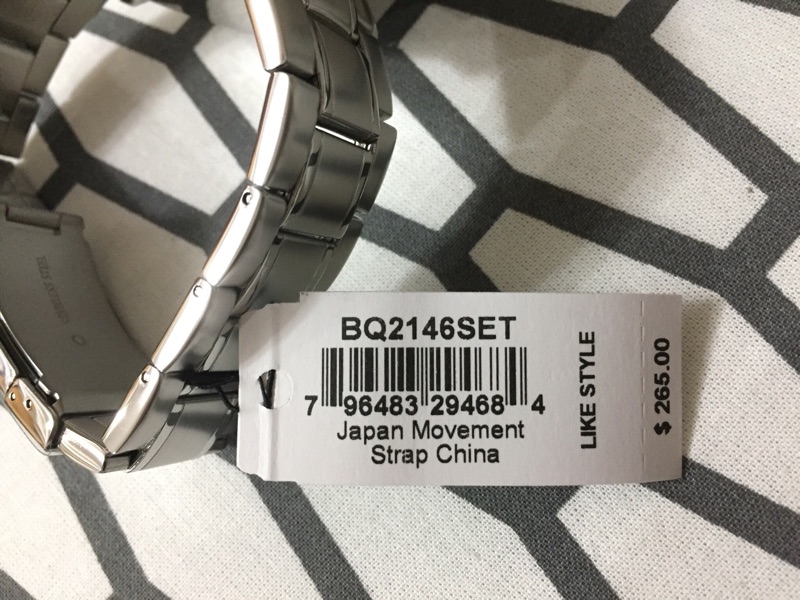 BQ2146SET
7 96483 29468 4
Japan Movement
Strap China
LIKE STYLE
$ 265.00